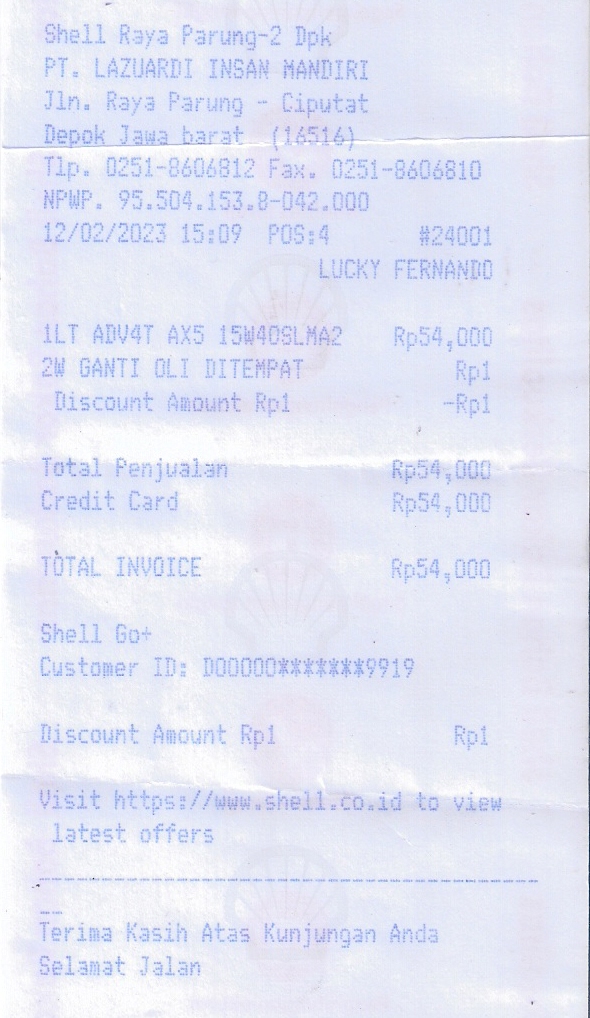 Shell Raya Parung-2 Dpk
PT. LAZUARDI INSAN MANDIRI
Jln. Raya Parung - Ciputat
Depok Jawa barat (16516)
Tlp. 0251-8606812 Fax. 0251-8606810
NPWP. 95.504.153.8-042.000
12/02/2023 15:09 POS:4 #24001
LUCKY FERNANDO
1LT ADV4T AX5 15W40SLMA2 Rp54,000
2W GANTI OLI DITEMPAT Rp1
Discount Amount Rp1 -Rp1
Total Penjualan Rp54,000
Credit Card Rp54,000
TOTAL INVOICE Rp54,000
Shell Go+
Customer ID: D00000*******9919
Discount Amount Rp1 Rp1
Visit https://www.shell.co.id to view
latest offers
Terima Kasih Atas Kunjungan Anda
Selamat Jalan